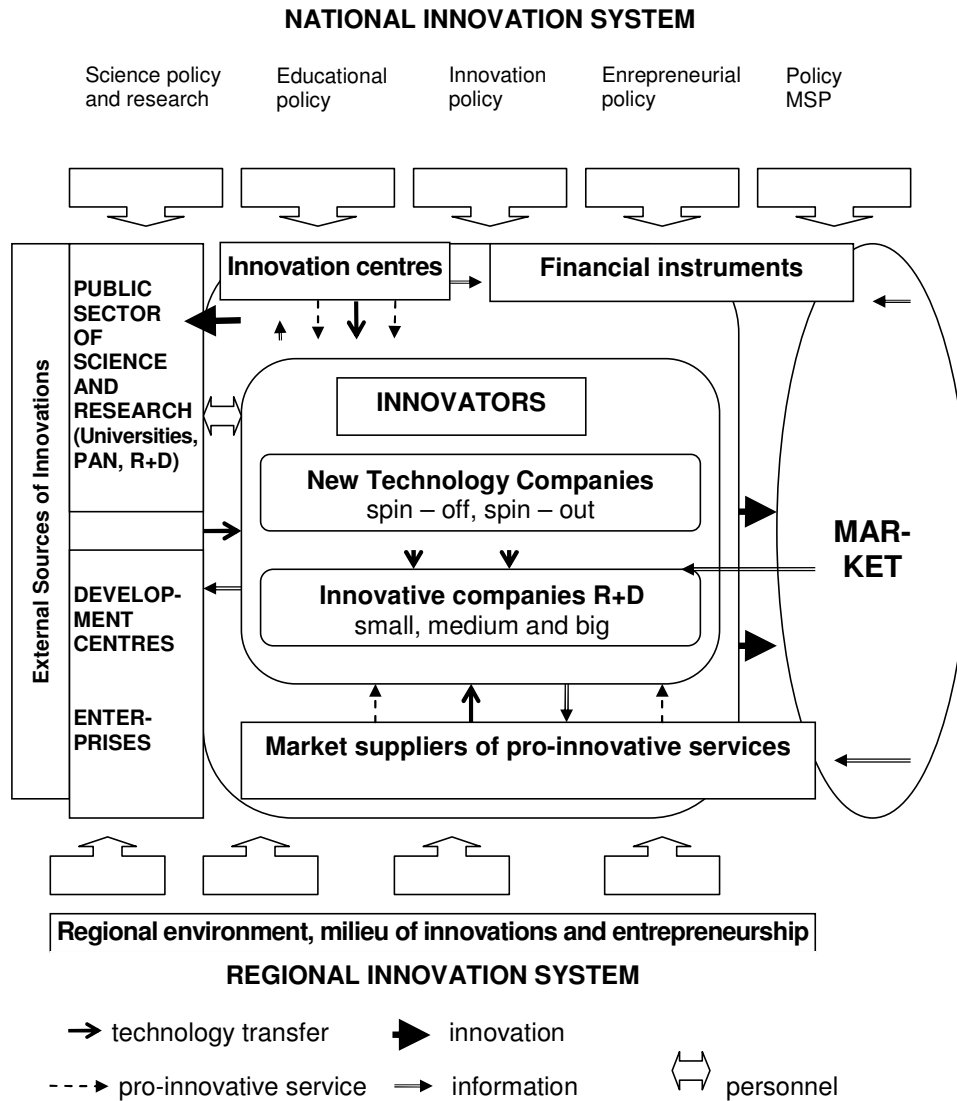 NATIONAL INNOVATION SYSTEM
Science policy
and research
Educational
policy
Innovation
policy
Enrepreneurial
policy
Policy
MSP
Innovation centres
Financial instruments
External Sources of Innovations
PUBLIC
SECTOR
OF
SCIENCE
AND
RESEARCH
(Universities,
PAN, R+D)
INNOVATORS
New Technology Companies
spin – off, spin – out
MAR-
KET
Innovative companies R+D
small, medium and big
DEVELOP-
MENT
CENTRES
ENTER-
PRISES
Market suppliers of pro-innovative services
Regional environment, milieu of innovations and entrepreneurship
REGIONAL INNOVATION SYSTEM
technology transfer
innovation
pro-innovative service
information
personnel